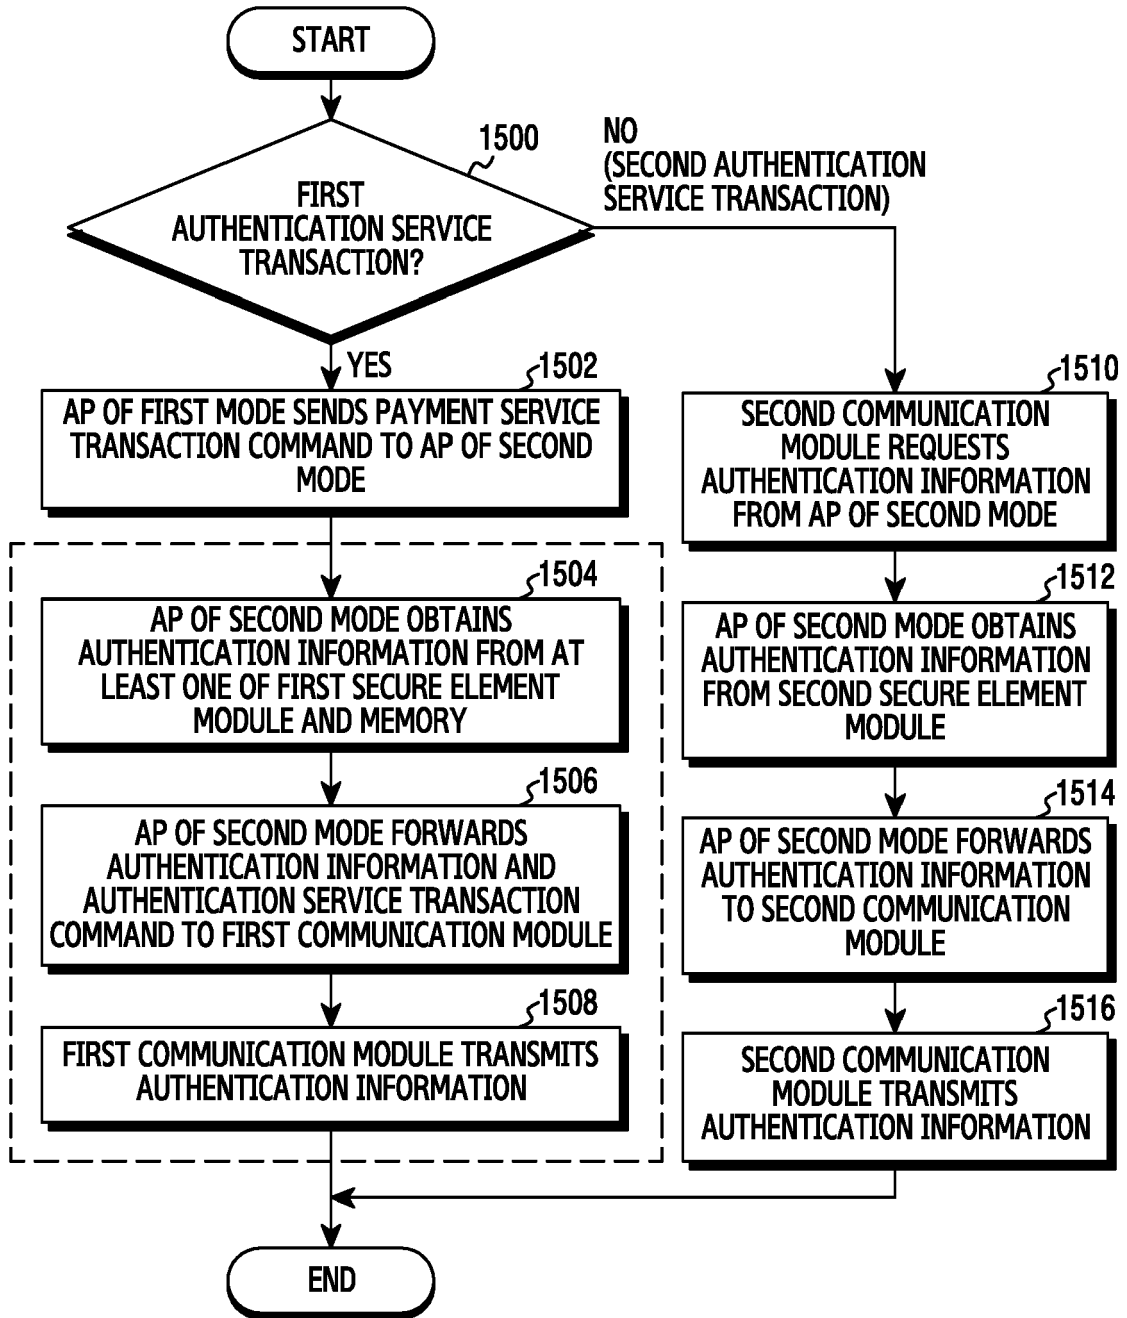 START
1500
FIRST
AUTHENTICATION SERVICE
TRANSACTION?
NO
(SECOND AUTHENTICATION
SERVICE TRANSACTION)
YES
1502
AP OF FIRST MODE SENDS PAYMENT SERVICE
TRANSACTION COMMAND TO AP OF SECOND
MODE
1504
AP OF SECOND MODE OBTAINS
AUTHENTICATION INFORMATION FROM AT
LEAST ONE OF FIRST SECURE ELEMENT
MODULE AND MEMORY
1506
AP OF SECOND MODE FORWARDS
AUTHENTICATION INFORMATION AND
AUTHENTICATION SERVICE TRANSACTION
COMMAND TO FIRST COMMUNICATION MODULE
1508
FIRST COMMUNICATION MODULE TRANSMITS
AUTHENTICATION INFORMATION
1510
SECOND COMMUNICATION
MODULE REQUESTS
AUTHENTICATION INFORMATION
FROM AP OF SECOND MODE
1512
AP OF SECOND MODE OBTAINS
AUTHENTICATION INFORMATION
FROM SECOND SECURE ELEMENT
MODULE
1514
AP OF SECOND MODE FORWARDS
AUTHENTICATION INFORMATION
TO SECOND COMMUNICATION
MODULE
1516
SECOND COMMUNICATION
MODULE TRANSMITS
AUTHENTICATION INFORMATION
END